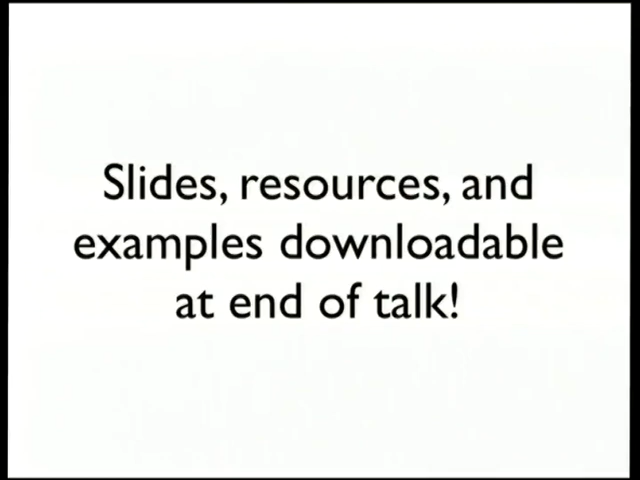 Slides, resources, and
examples downloadable
at end of talk!